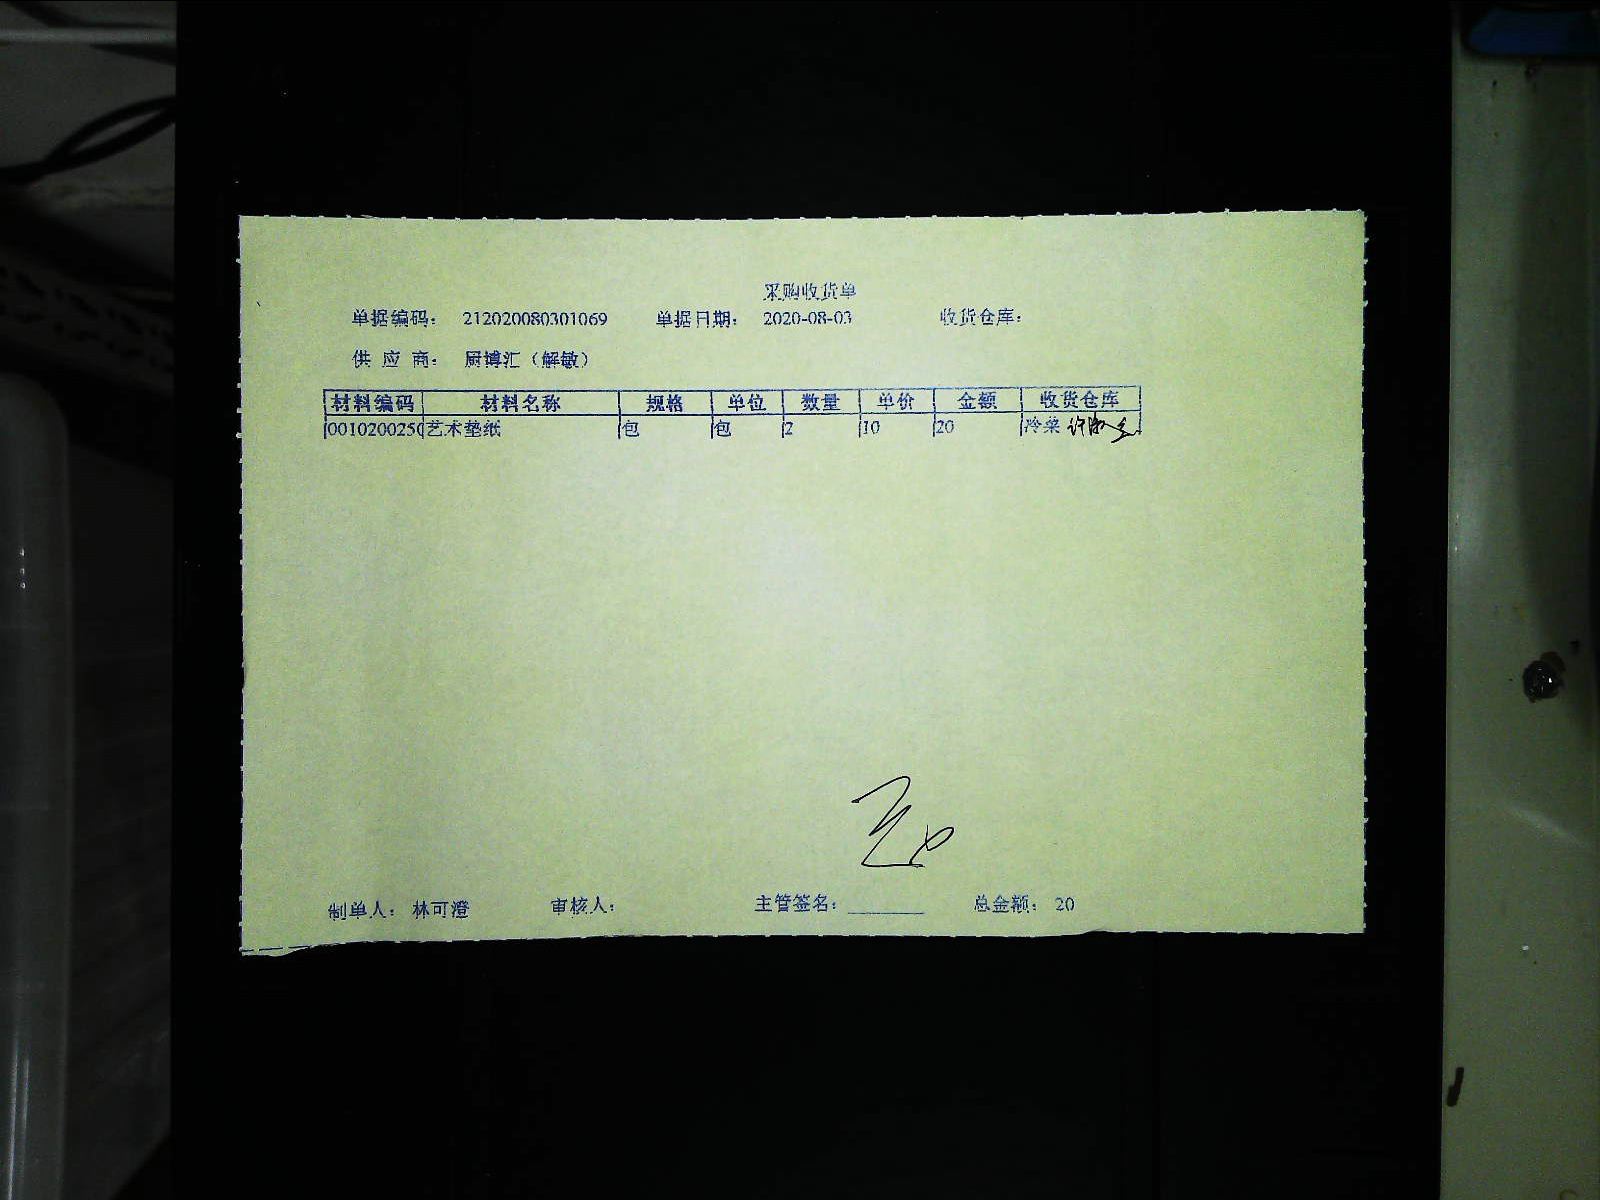 采购收货单
单据编码： 212020080301069 单据日期： 2020-08-03 收货仓库：
供 应 商： 厨博汇（解敏）
材料编码 材料名称 规格 单位 数量 单价 金额 收货仓库
0010200250 艺术垫纸 包 包 2 10 20 冷菜
制单人： 林可澄 审核人： 主管签名： 总金额： 20